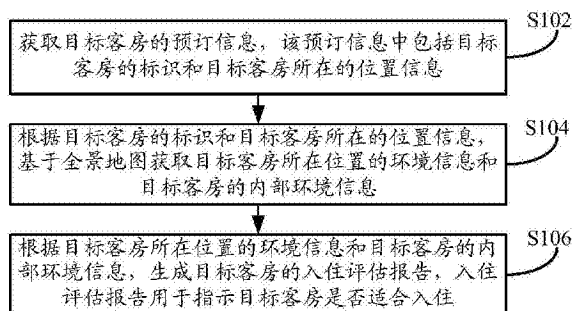 S102
获取目标客房的预订信息，该预订信息中包括目标
客房的标识和目标客房所在的位置信息
S104
根据目标客房的标识和目标客房所在的位置信息，
基于全景地图获取目标客房所在位置的环境信息和
目标客房的内部环境信息
S106
根据目标客房所在位置的环境信息和目标客房的内
部环境信息，生成目标客房的入住评估报告，入住
评估报告用于指示目标客房是否适合入住